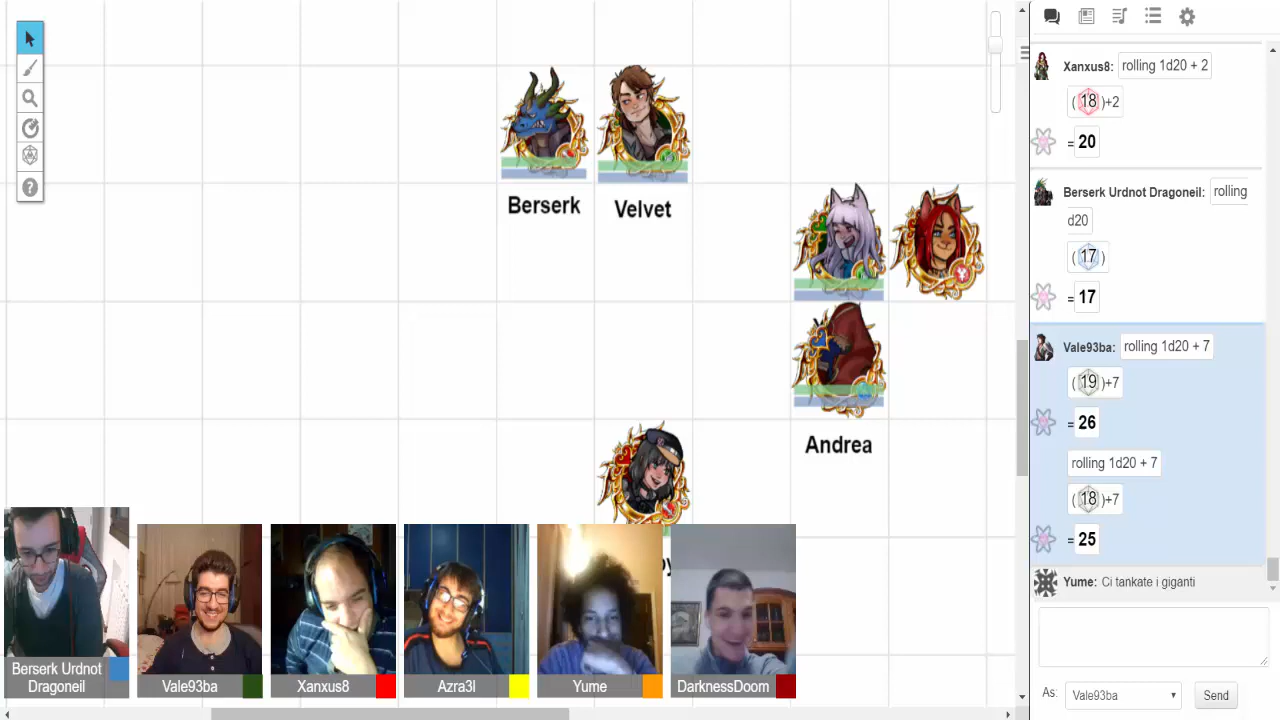 Berserk
Velvet
Andrea
Berserk Urdnot
Dragoneil
Vale93ba
Xanxus8
Azra3l
Yume
DarknessDoom
Xanxus8: rolling 1d20 + 2
(18)+2
= 20
Berserk Urdnot Dragoneil: rolling
d20
(17)
= 17
Vale93ba: rolling 1d20 + 7
(19)+7
= 26
rolling 1d20 + 7
(18)+7
= 25
Yume: Ci tankate i giganti
As: Vale93ba Send